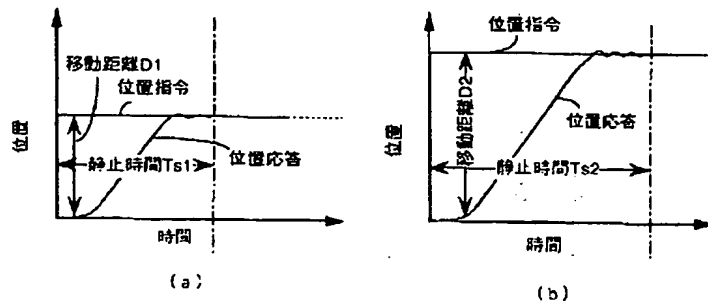 位置
移動距離D1
位置指令
静止時間Ts1
位置応答
時間
(a)
位置
位置指令
移動距離D2
位置応答
静止時間Ts2
時間
(b)